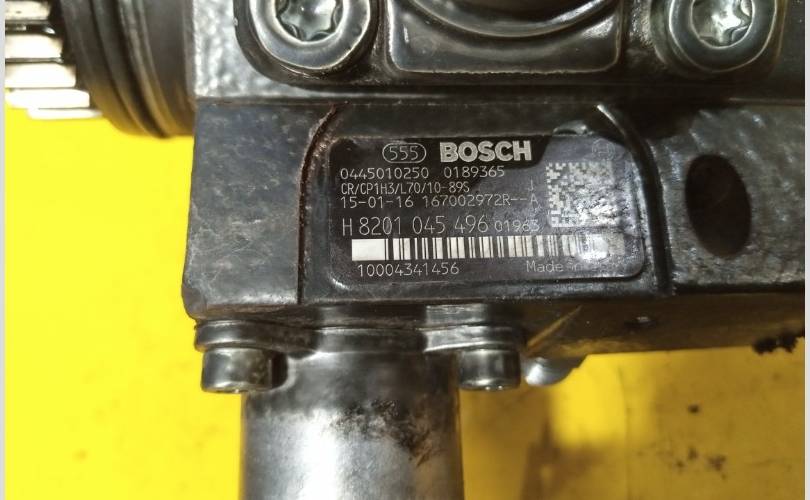 555 BOSCH
0445010250 0189365
CR/CP1H3/L70/10-89S J
15-01-16 167002972R--A
H 8201 045 496 01963
10004341456 Made